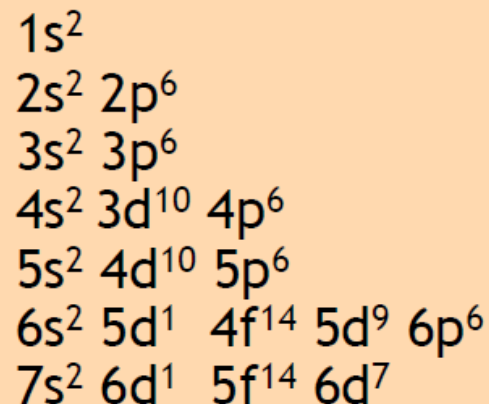 1s²
2s² 2p⁶
3s² 3p⁶
4s² 3d¹⁰ 4p⁶
5s² 4d¹⁰ 5p⁶
6s² 5d¹ 4f¹⁴ 5d⁹ 6p⁶
7s² 6d¹ 5f¹⁴ 6d⁷